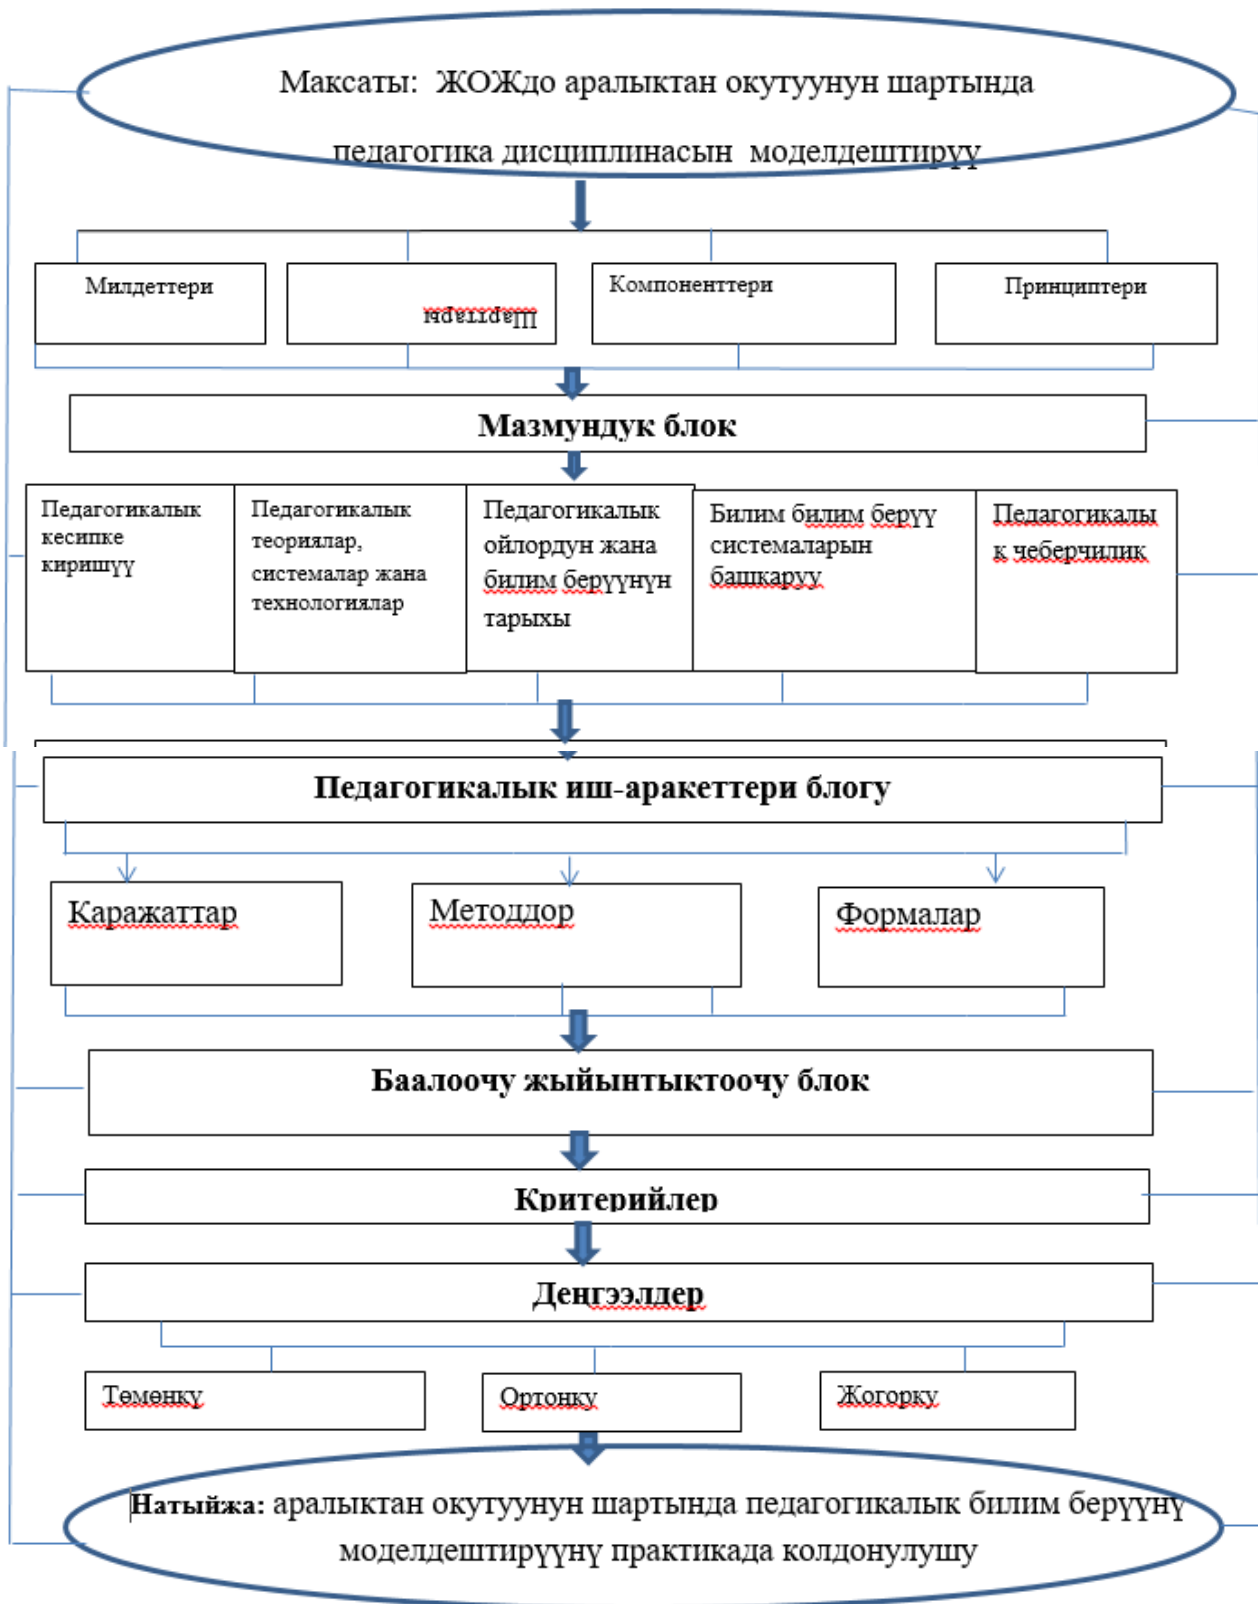 Максаты: ЖОЖдо аралыктан окутуунун шартында
педагогика дисциплинасын моделдештирүү
Милдеттери
Шарттары
Компоненттери
Принциптери
Мазмундук блок
Педагогикалык
кесипке
киришүү
Педагогикалык
теориялар,
системалар жана
технологиялар
Педагогикалык
ойлордун жана
билим берүүнүн
тарыхы
Билим билим берүү
системаларын
башкаруу
Педагогикалы
к чеберчилик
Педагогикалык иш-аракеттери блогу
Каражаттар
Методдор
Формалар
Баалоочу жыйынтыктоочу блок
Критерийлер
Деңгээлдер
Төмөнкү
Ортонку
Жогорку
Натыйжа: аралыктан окутуунун шартында педагогикалык билим берүүнү
моделдештирүүнү практикада колдонулушу